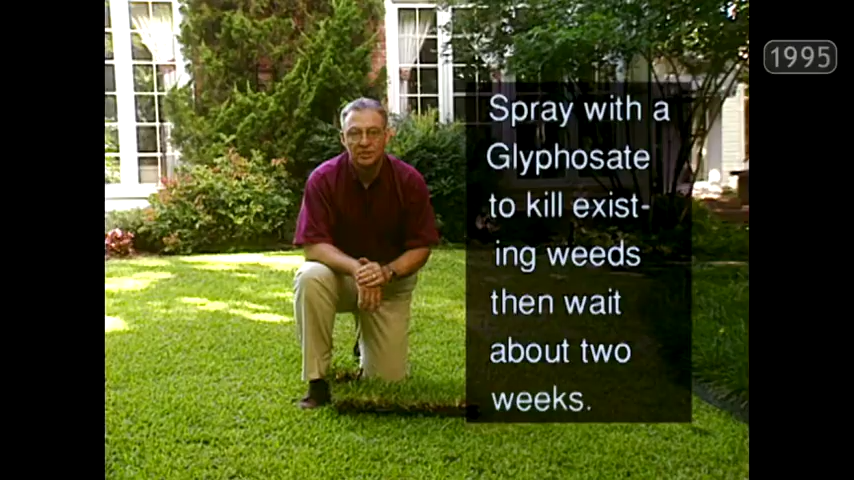 1995
Spray with a
Glyphosate
to kill exist-
ing weeds
then wait
about two
weeks.